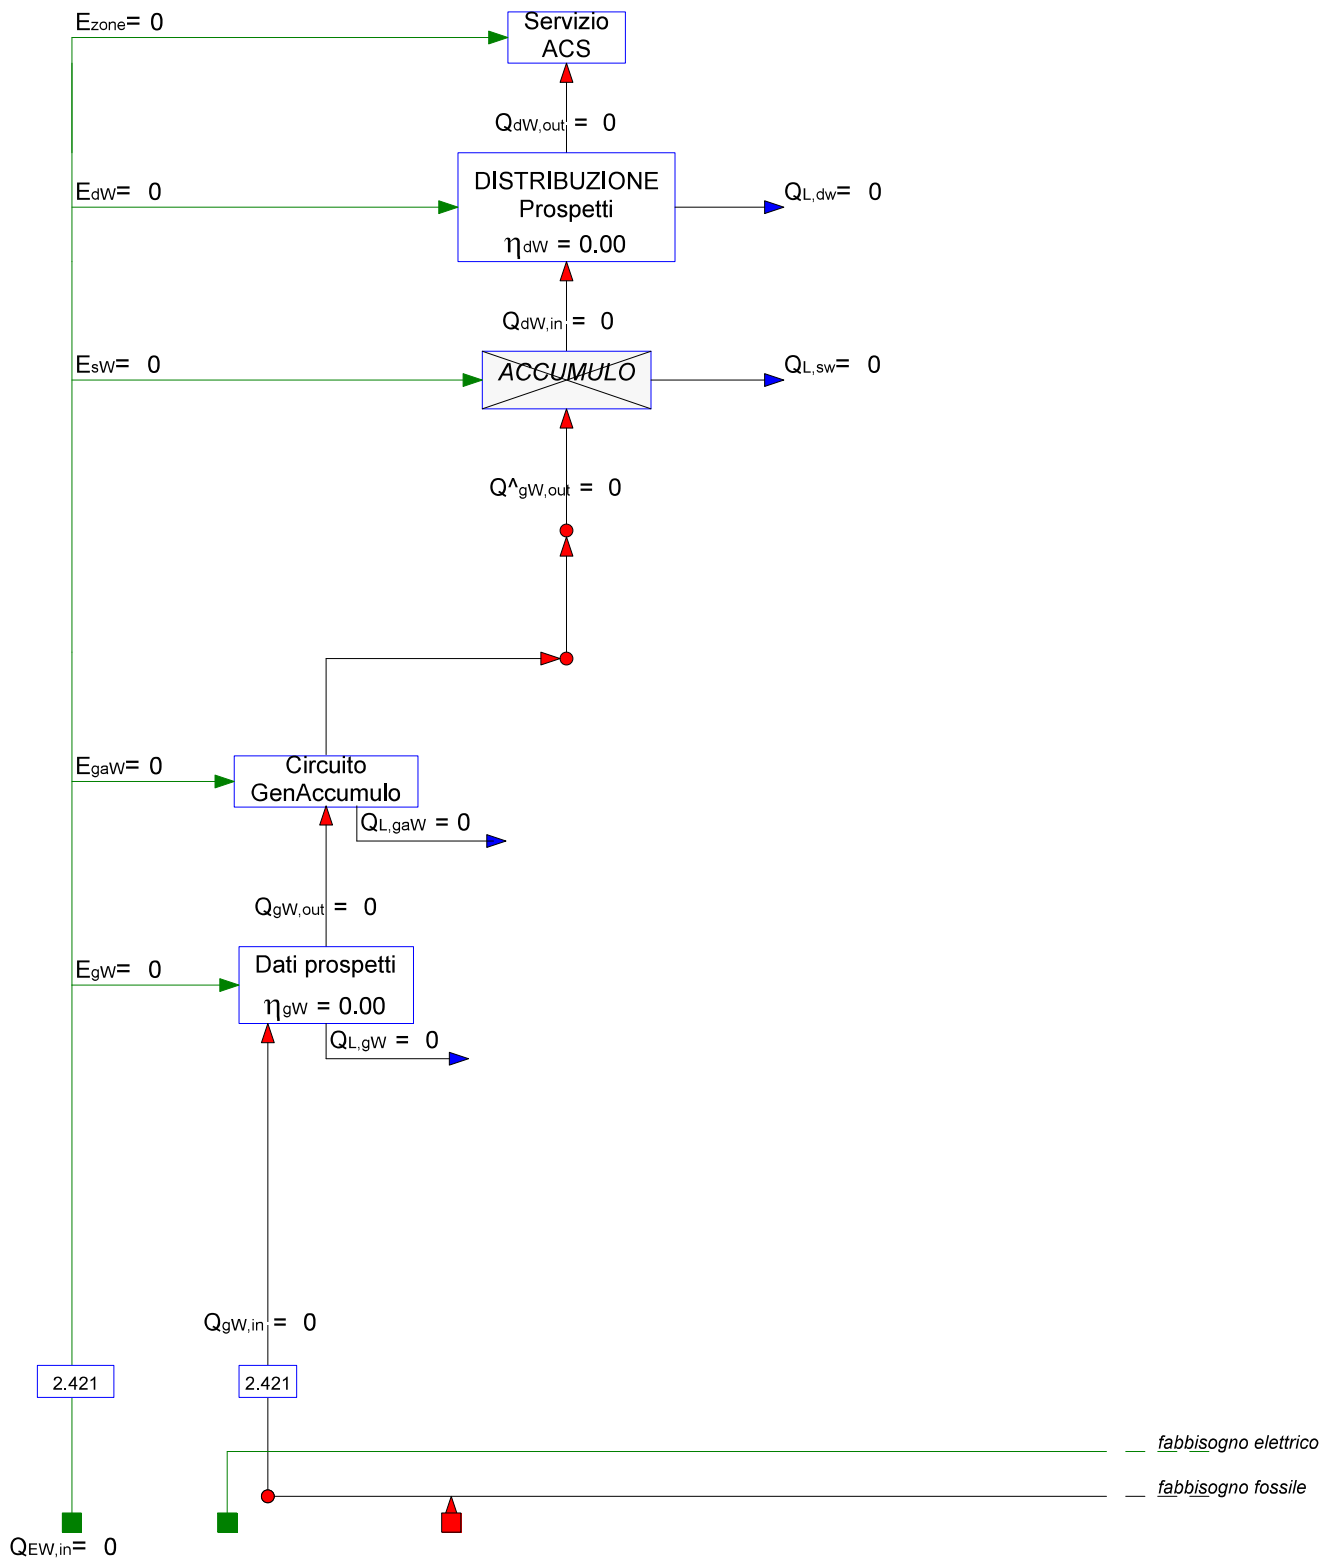 Ezone= 0
Servizio
ACS
QdW,out = 0
EdW= 0
DISTRIBUZIONE
Prospetti
ηdW = 0.00
QL,dw= 0
QdW,in = 0
EsW= 0
ACCUMULO
QL,sw= 0
Q^gW,out = 0
EgaW= 0
Circuito
GenAccumulo
QL,gaW = 0
QgW,out = 0
EgW= 0
Dati prospetti
ηgW = 0.00
QL,gW = 0
QgW,in = 0
2.421
2.421
fabbisogno elettrico
fabbisogno fossile
QEW,in= 0